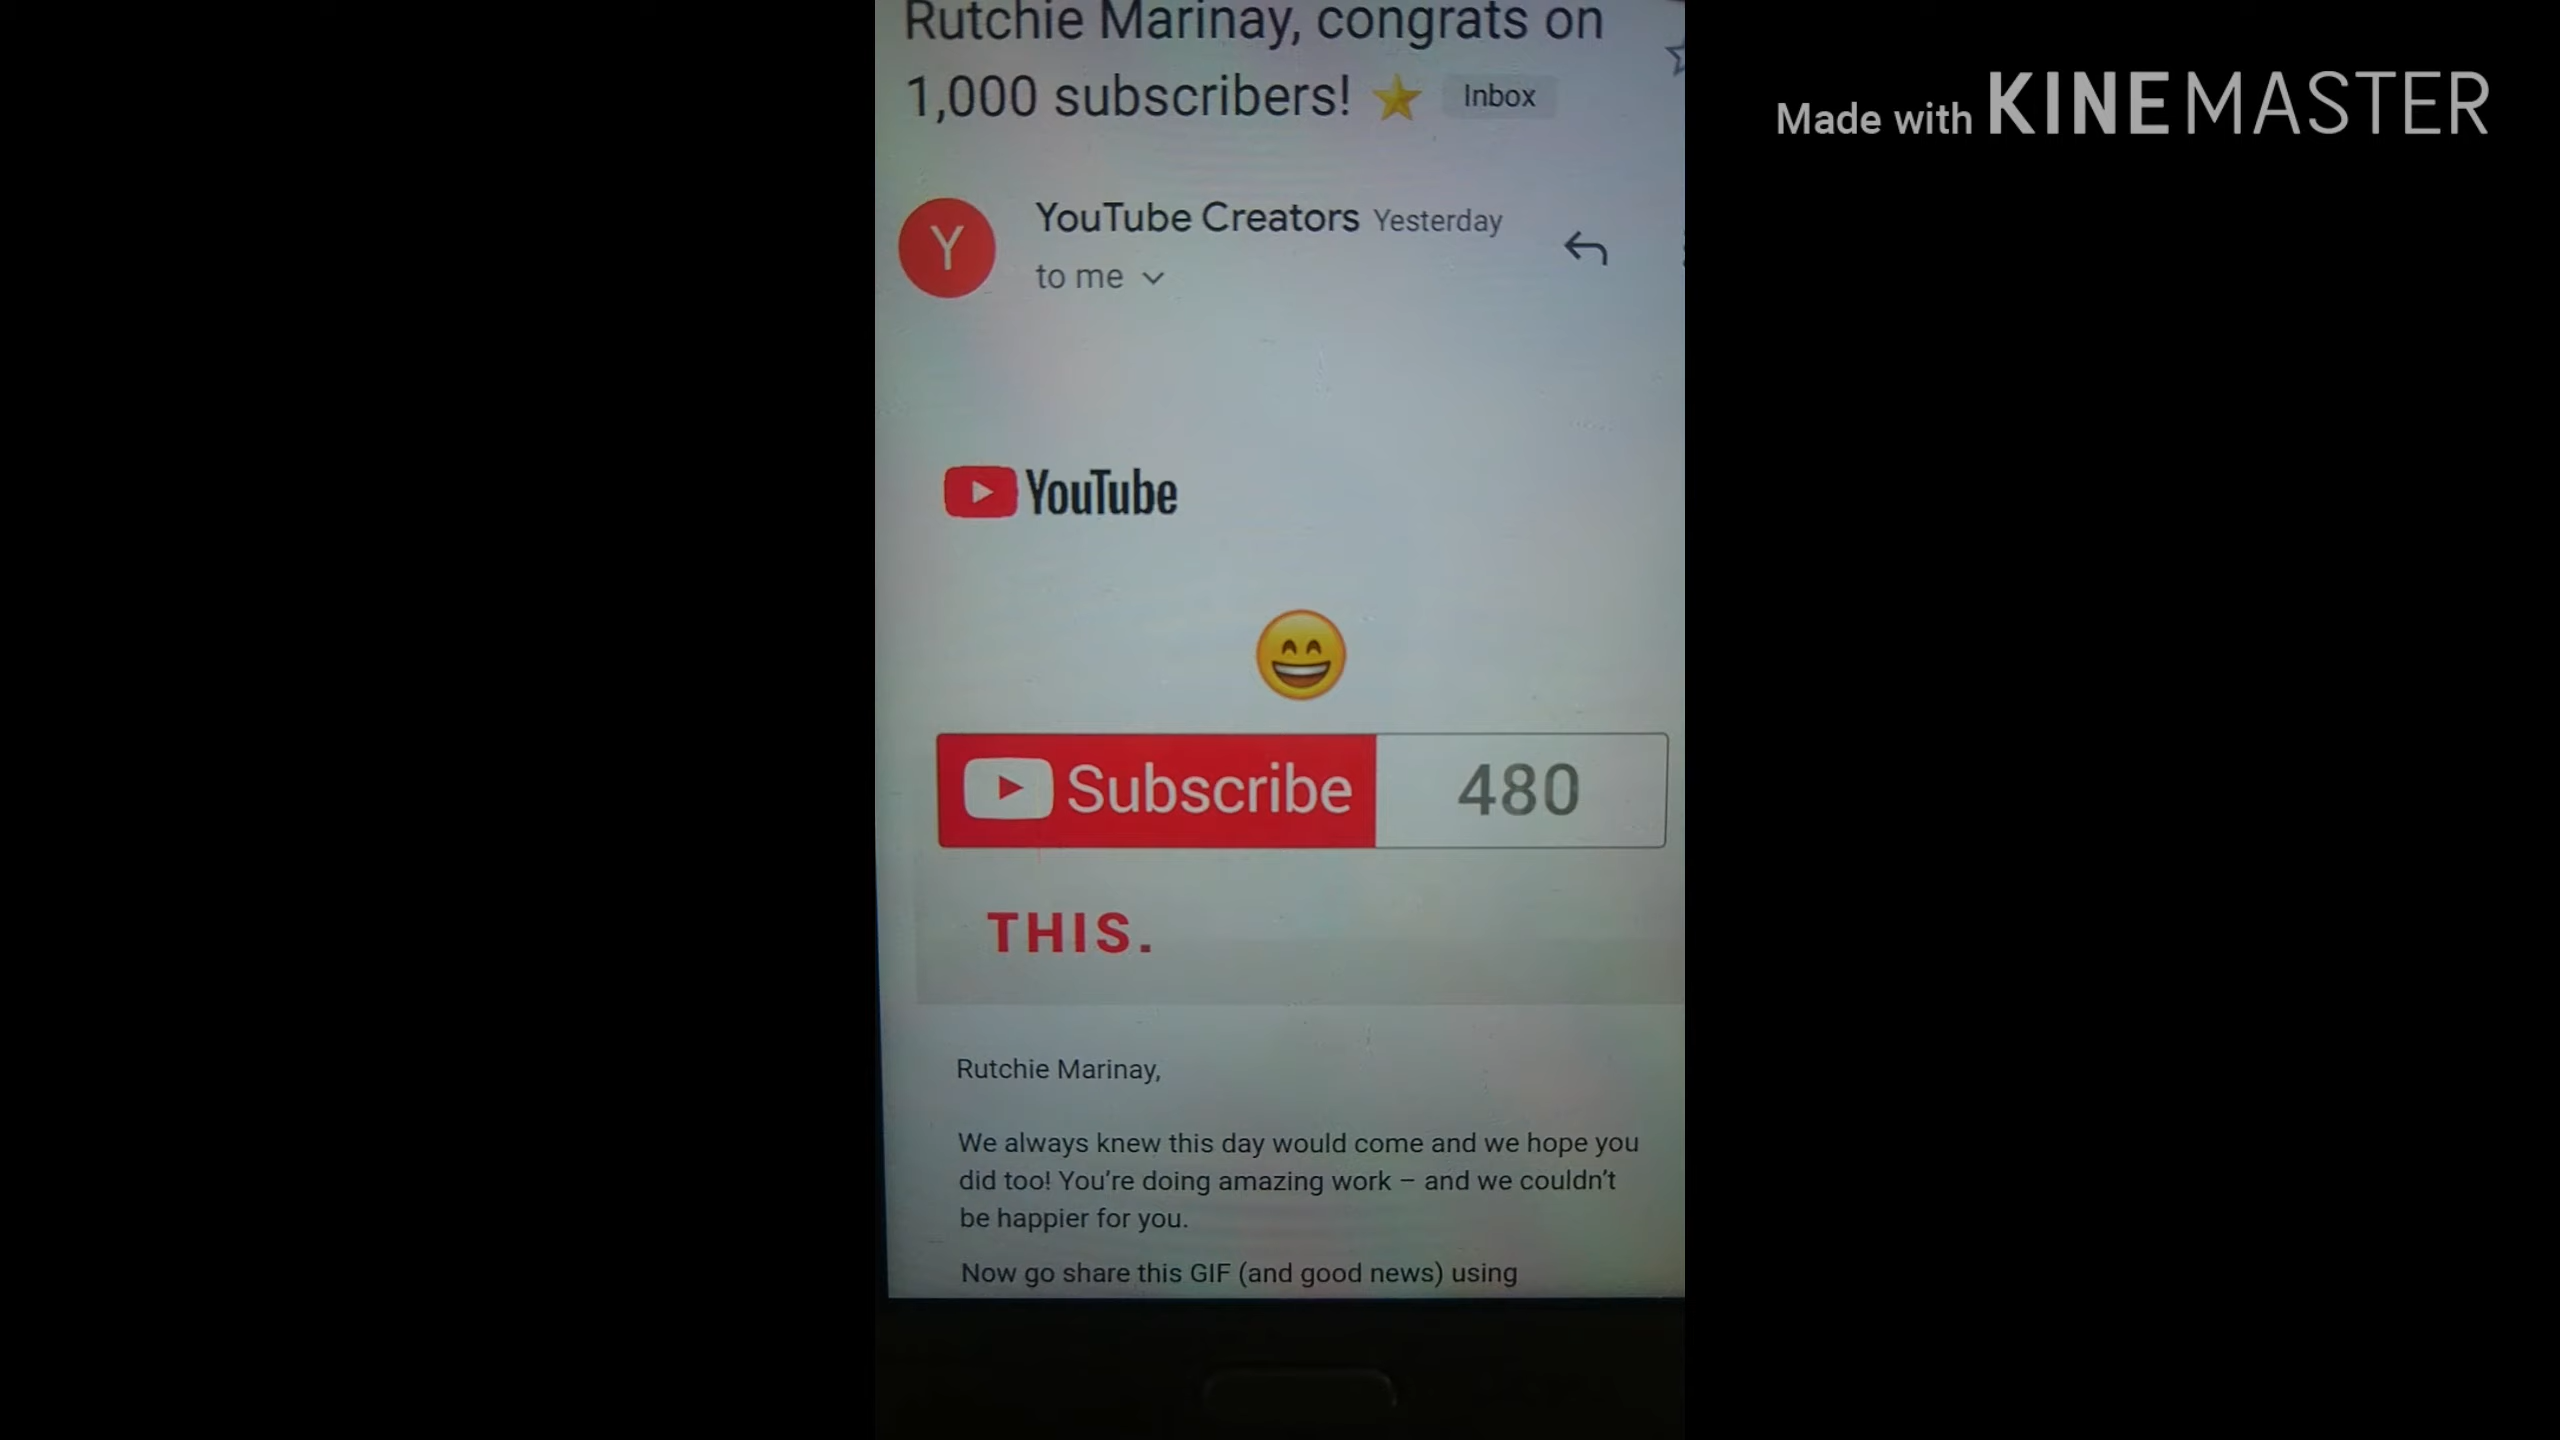 Rutchie Marinay, congrats on
1,000 subscribers! Inbox
Made with KINEMASTER
Y
YouTube Creators Yesterday
to me
YouTube
Subscribe 480
THIS.
Rutchie Marinay,
We always knew this day would come and we hope you
did too! You're doing amazing work – and we couldn't
be happier for you.
Now go share this GIF (and good news) using